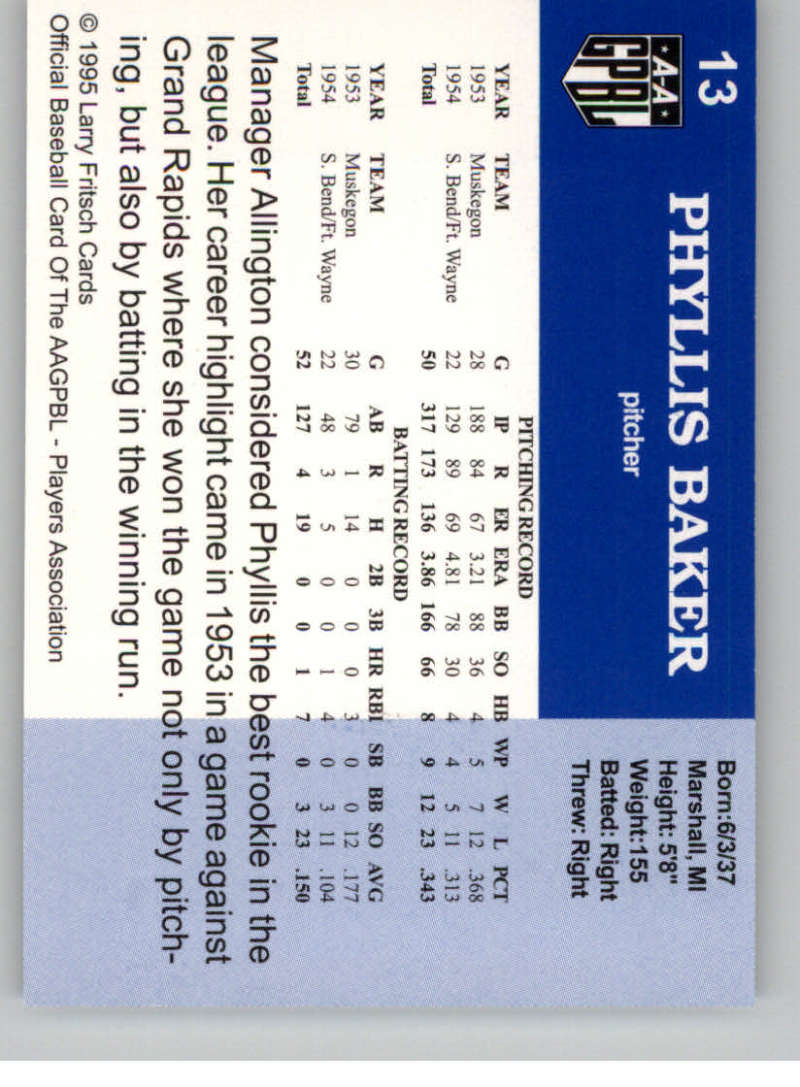 13
A-A
GPBL
PHYLLIS BAKER
pitcher
Born:6/3/37
Marshall, MI
Height: 5'8"
Weight:155
Batted: Right
Threw: Right
PITCHING RECORD
YEAR TEAM G IP R ER ERA BB SO HB WP W L PCT
1953 Muskegon 28 188 84 67 3.21 88 36 4 5 7 12 .368
1954 S. Bend/Ft. Wayne 22 129 89 69 4.81 78 30 4 4 5 11 .313
Total 50 317 173 136 3.86 166 66 8 9 12 23 .343
BATTING RECORD
YEAR TEAM G AB R H 2B 3B HR RBI SB BB SO AVG
1953 Muskegon 30 79 1 14 0 0 0 3 0 0 12 .177
1954 S. Bend/Ft. Wayne 22 48 3 5 0 0 1 4 0 3 11 .104
Total 52 127 4 19 0 0 1 7 0 3 23 .150
Manager Allington considered Phyllis the best rookie in the
league. Her career highlight came in 1953 in a game against
Grand Rapids where she won the game not only by pitch-
ing, but also by batting in the winning run.
© 1995 Larry Fritsch Cards
Official Baseball Card Of The AAGPBL - Players Association